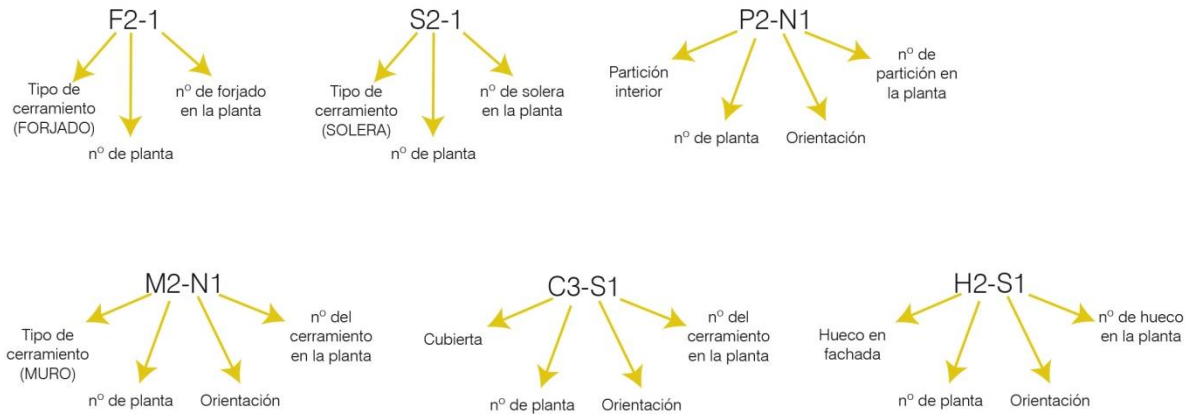 F2-1
Tipo de
cerramiento
(FORJADO)
nº de planta
nº de forjado
en la planta
S2-1
Tipo de
cerramiento
(SOLERA)
nº de planta
nº de solera
en la planta
P2-N1
Partición
interior
nº de planta
Orientación
nº de
partición en
la planta
M2-N1
Tipo de
cerramiento
(MURO)
nº de planta
Orientación
nº del
cerramiento
en la planta
C3-S1
Cubierta
nº de planta
Orientación
nº del
cerramiento
en la planta
H2-S1
Hueco en
fachada
nº de planta
Orientación
nº de hueco
en la planta